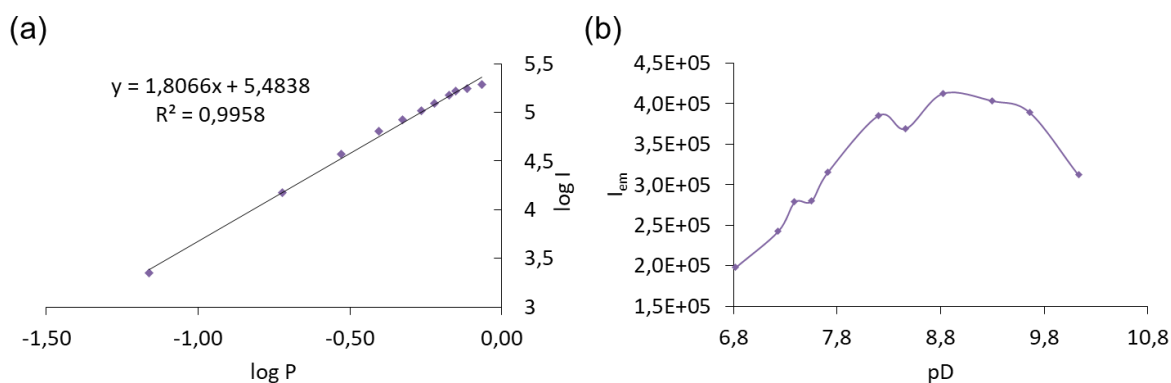 (a)
y = 1,8066x + 5,4838
R² = 0,9958
5,5
5
4,5
4
3,5
3
log I
-1,50
-1,00
-0,50
0,00
log P
(b)
4,5E+05
4,0E+05
3,5E+05
3,0E+05
2,5E+05
2,0E+05
1,5E+05
I_em
6,8
7,8
8,8
9,8
10,8
pD